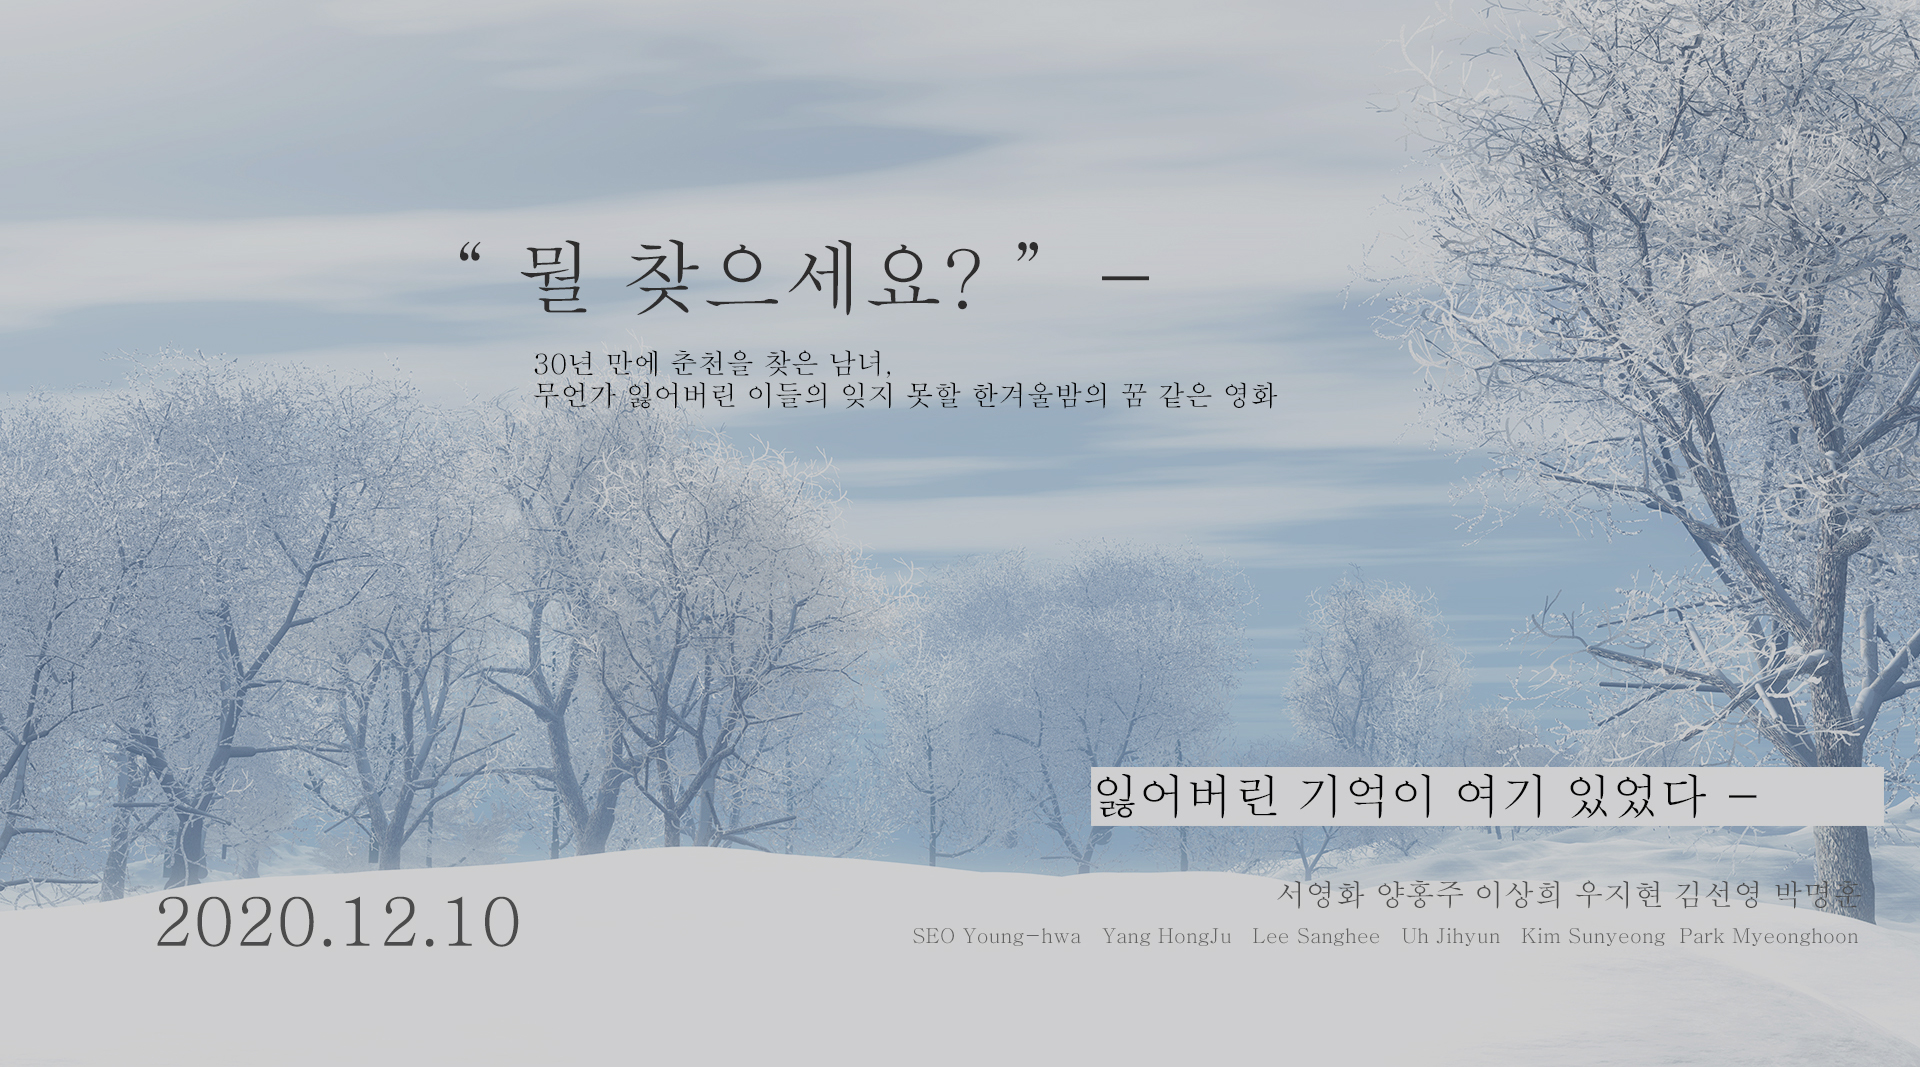 “ 뭘 찾으세요? ” –
30년 만에 춘천을 찾은 남녀,
무언가 잃어버린 이들의 잊지 못할 한겨울밤의 꿈 같은 영화
잃어버린 기억이 여기 있었다 –
서영화 양홍주 이상희 우지현 김선영 박명훈
2020.12.10
SEO Young-hwa Yang HongJu Lee Sanghee Uh Jihyun Kim Sunyeong Park Myeonghoon